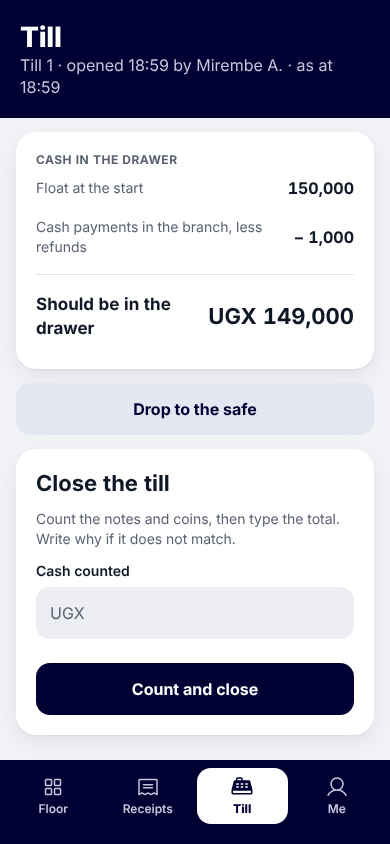 Till
Till 1 · opened 18:59 by Mirembe A. · as at
18:59
CASH IN THE DRAWER
Float at the start 150,000
Cash payments in the branch, less
refunds
– 1,000
Should be in the
drawer
UGX 149,000
Drop to the safe
Close the till
Count the notes and coins, then type the total.
Write why if it does not match.
Cash counted
UGX
Count and close
Floor Receipts Till Me